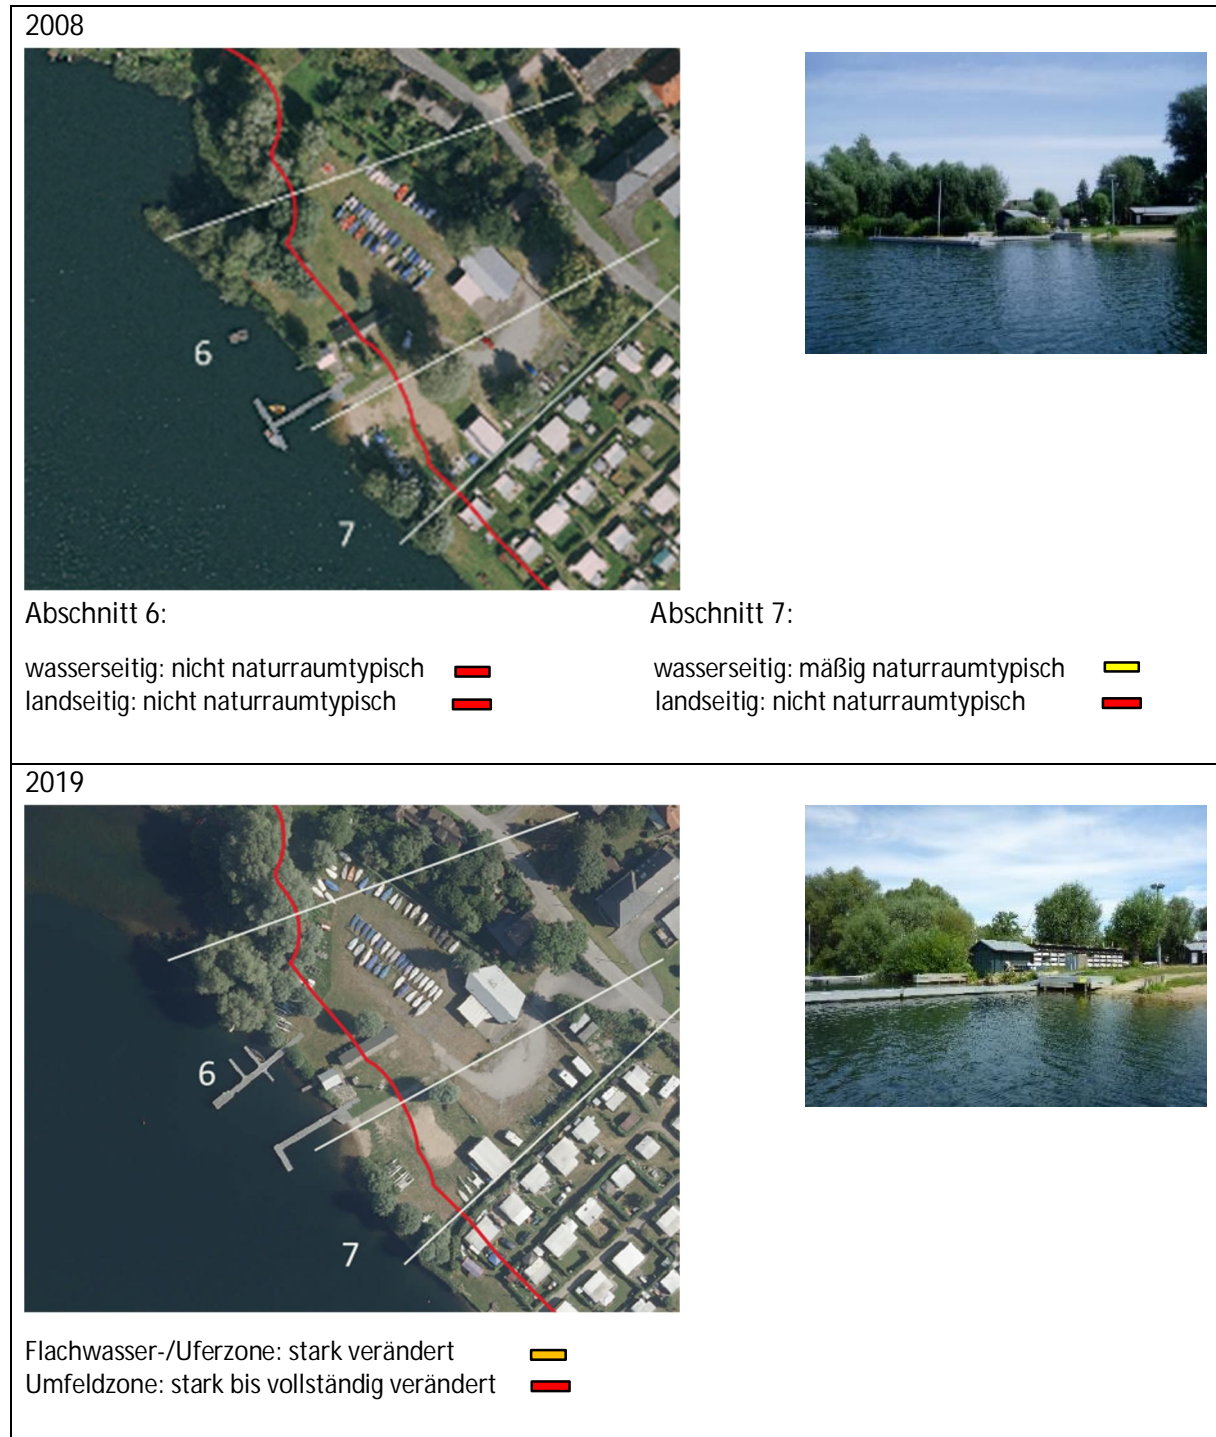 2008
6
7
Abschnitt 6:
wasserseitig: nicht naturraumtypisch
landseitig: nicht naturraumtypisch
Abschnitt 7:
wasserseitig: mäßig naturraumtypisch
landseitig: nicht naturraumtypisch
2019
6
7
Flachwasser-/Uferzone: stark verändert
Umfeldzone: stark bis vollständig verändert